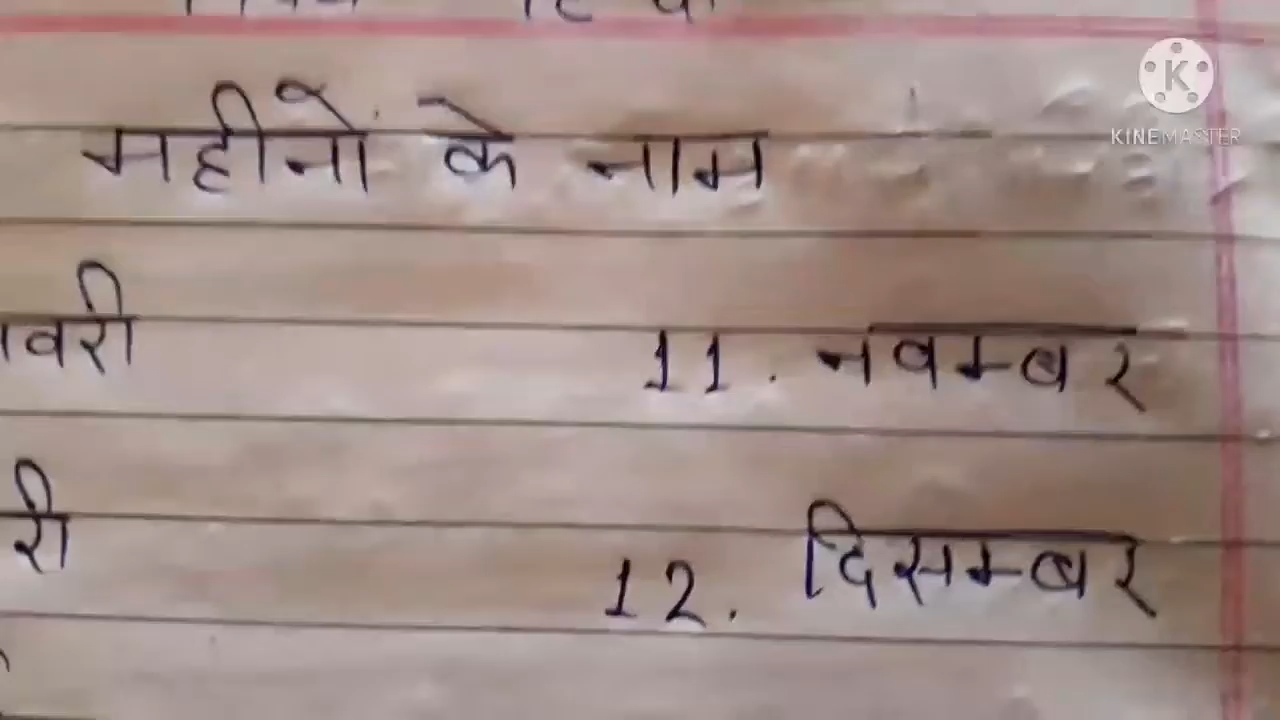 महीनों के नाम
KINEMASTER
वरी 11. नवम्बर
री 12. दिसम्बर